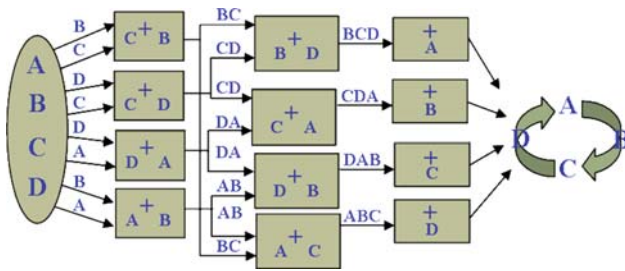 A
B
C
D
B
C
D
C
D
A
B
A
C + B
C + D
D + A
A + B
BC
CD
CD
DA
DA
AB
AB
BC
B + D
C + A
D + B
A + C
BCD
CDA
DAB
ABC
+ A
+ B
+ C
+ D
A
D B
C